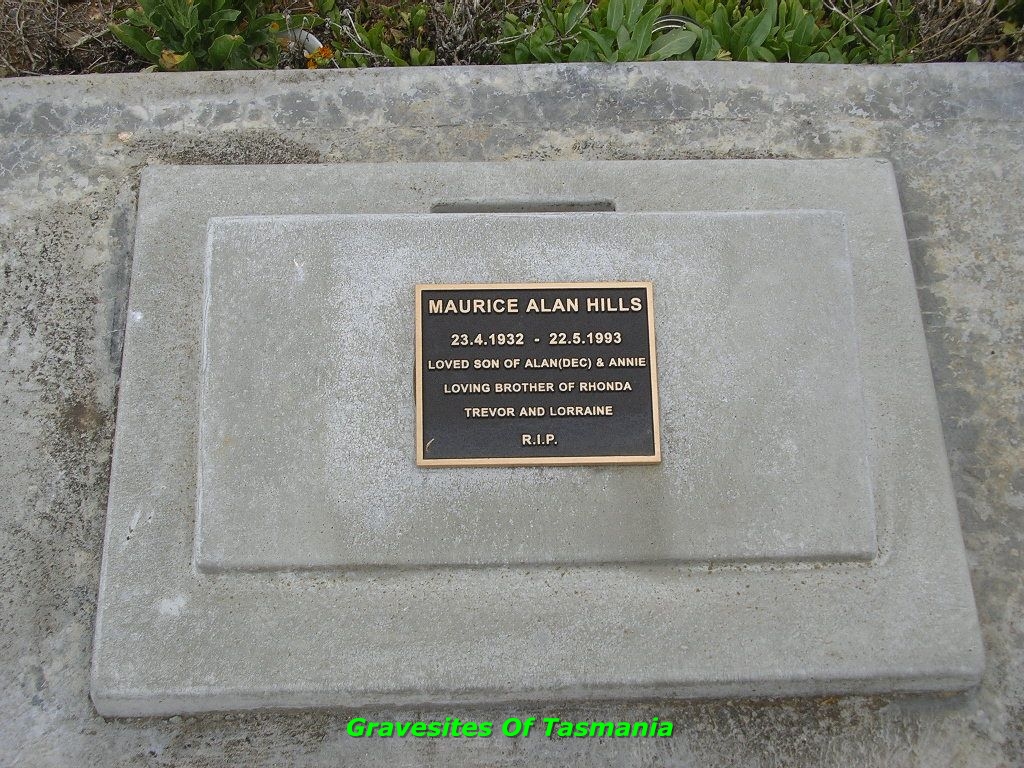 MAURICE ALAN HILLS
23.4.1932 - 22.5.1993
LOVED SON OF ALAN(DEC) & ANNIE
LOVING BROTHER OF RHONDA
TREVOR AND LORRAINE
R.I.P.
Gravesites Of Tasmania